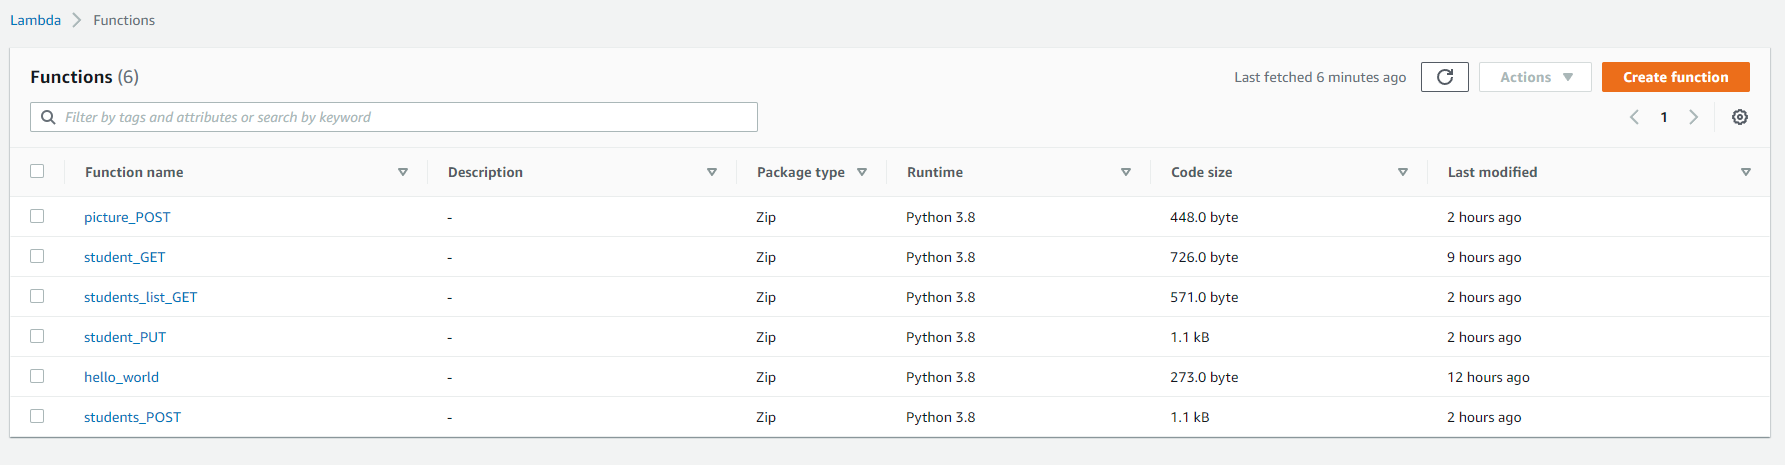 Lambda > Functions
Functions (6) Last fetched 6 minutes ago Actions Create function
Filter by tags and attributes or search by keyword 1
Function name Description Package type Runtime Code size Last modified
picture_POST - Zip Python 3.8 448.0 byte 2 hours ago
student_GET - Zip Python 3.8 726.0 byte 9 hours ago
students_list_GET - Zip Python 3.8 571.0 byte 2 hours ago
student_PUT - Zip Python 3.8 1.1 kB 2 hours ago
hello_world - Zip Python 3.8 273.0 byte 12 hours ago
students_POST - Zip Python 3.8 1.1 kB 2 hours ago